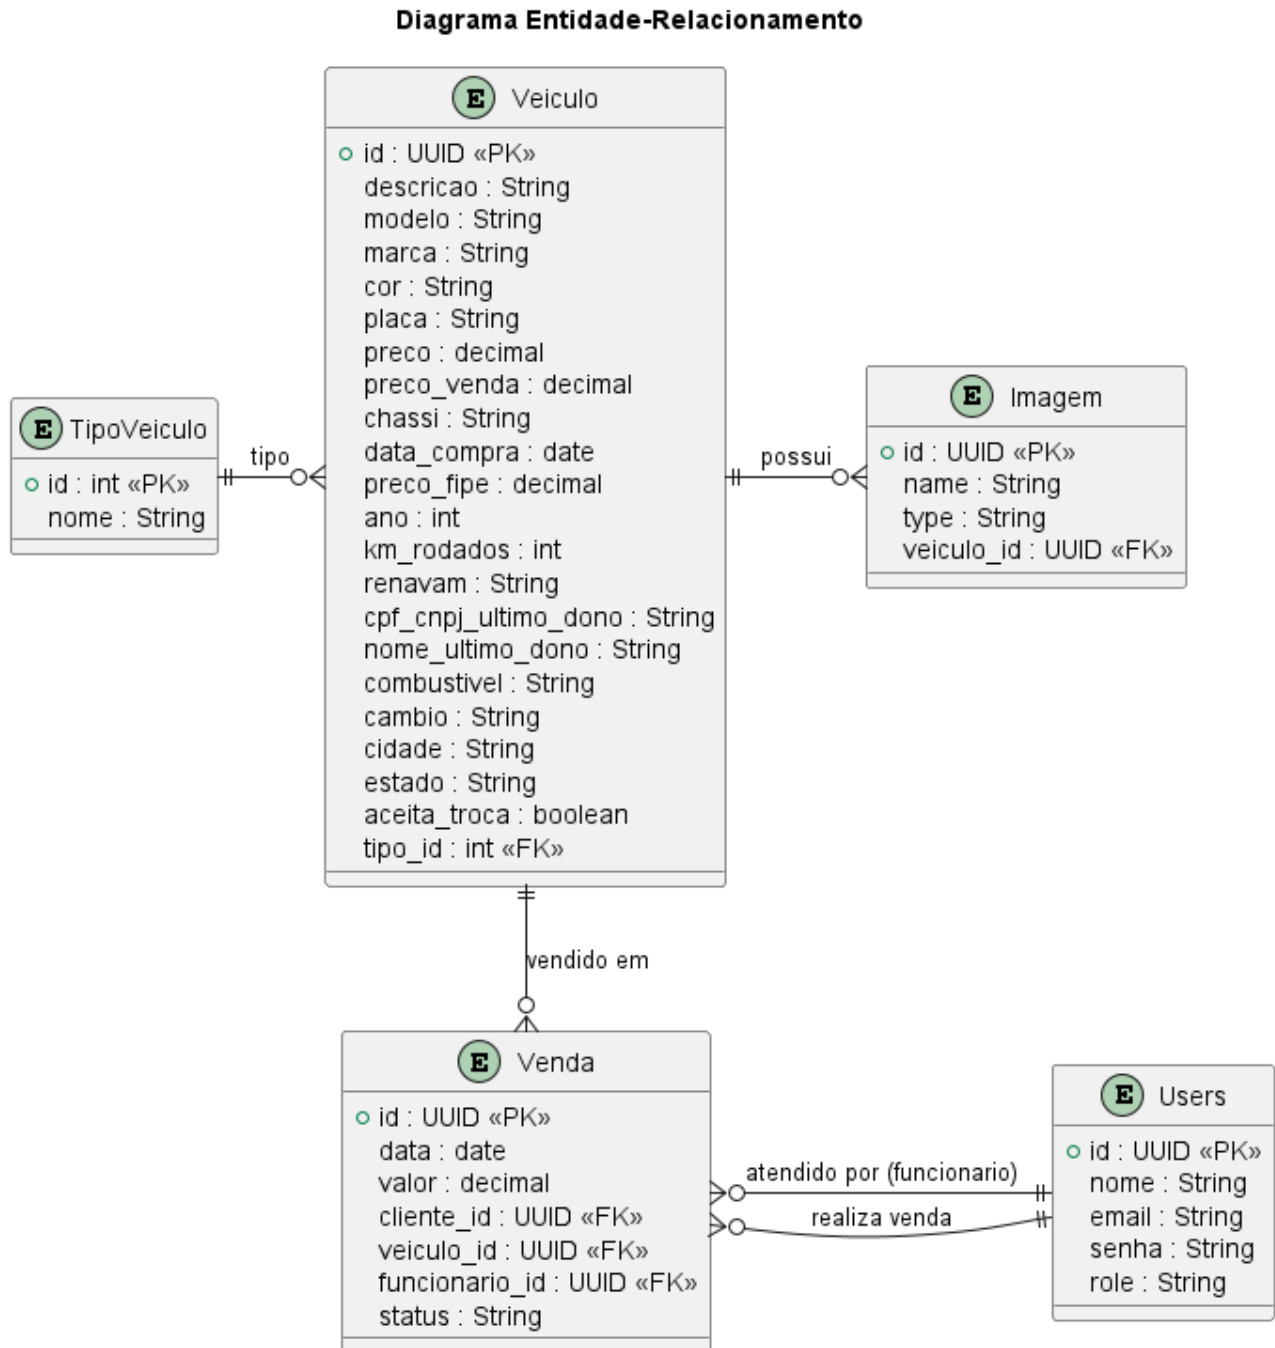 Diagrama Entidade-Relacionamento
E Veiculo
id : UUID «PK»
descricao : String
modelo : String
marca : String
cor : String
placa : String
preco : decimal
preco_venda : decimal
chassi : String
data_compra : date
preco_fipe : decimal
ano : int
km_rodados : int
renavam : String
cpf_cnpj_ultimo_dono : String
nome_ultimo_dono : String
combustivel : String
cambio : String
cidade : String
estado : String
aceita_troca : boolean
tipo_id : int «FK»
E TipoVeiculo
id : int «PK»
nome : String
tipo
possui
E Imagem
id : UUID «PK»
name : String
type : String
veiculo_id : UUID «FK»
vendido em
E Venda
id : UUID «PK»
data : date
valor : decimal
cliente_id : UUID «FK»
veiculo_id : UUID «FK»
funcionario_id : UUID «FK»
status : String
atendido por (funcionario)
realiza venda
E Users
id : UUID «PK»
nome : String
email : String
senha : String
role : String